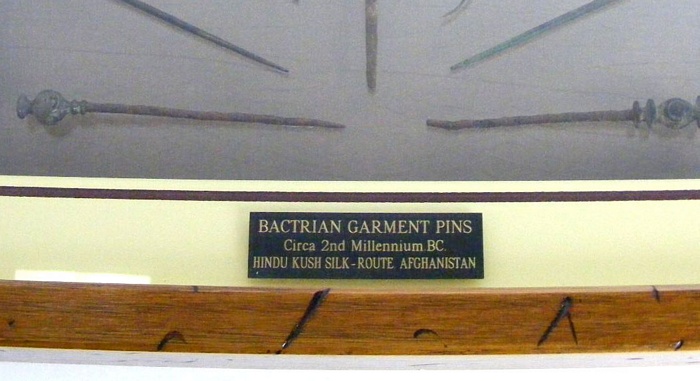 BACTRIAN GARMENT PINS
Circa 2nd Millennium BC.
HINDU KUSH SILK-ROUTE AFGHANISTAN